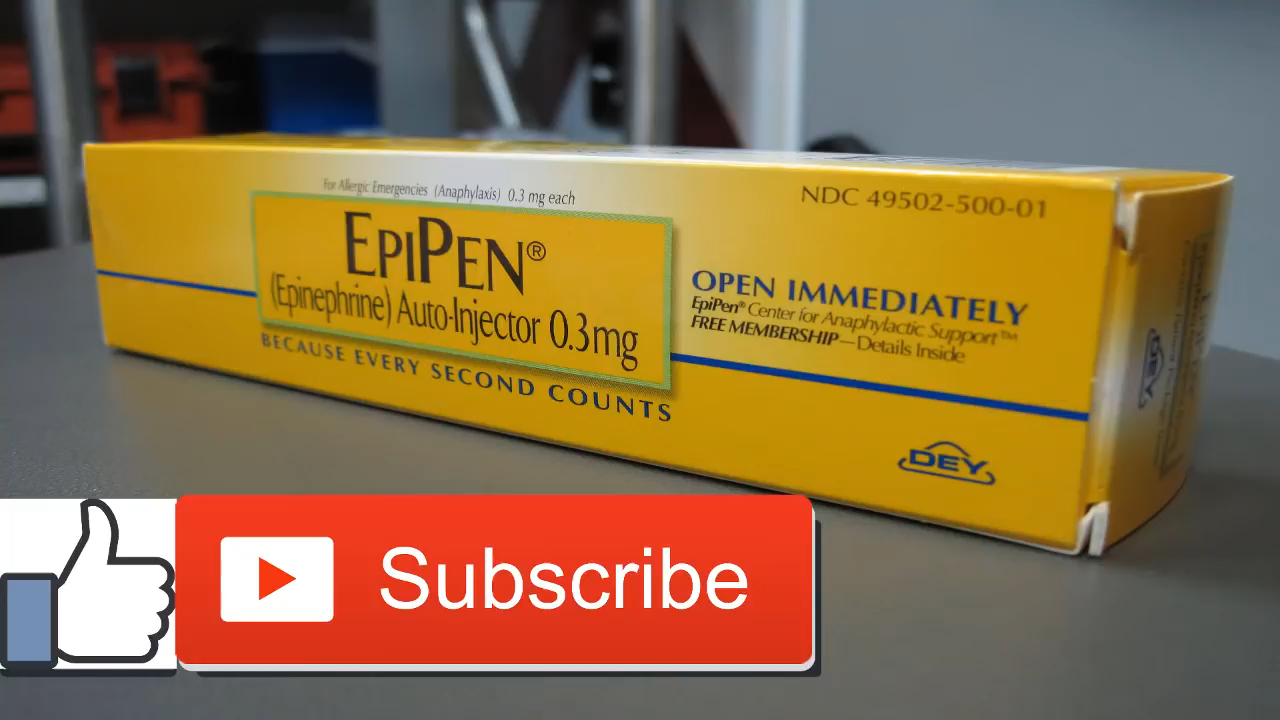 For Allergic Emergencies (Anaphylaxis) 0.3 mg each
EPIPEN®
(Epinephrine) Auto-Injector 0.3mg
BECAUSE EVERY SECOND COUNTS
NDC 49502-500-01
OPEN IMMEDIATELY
EpiPen® Center for Anaphylactic Support™
FREE MEMBERSHIP—Details Inside
DEY
DEY
Subscribe